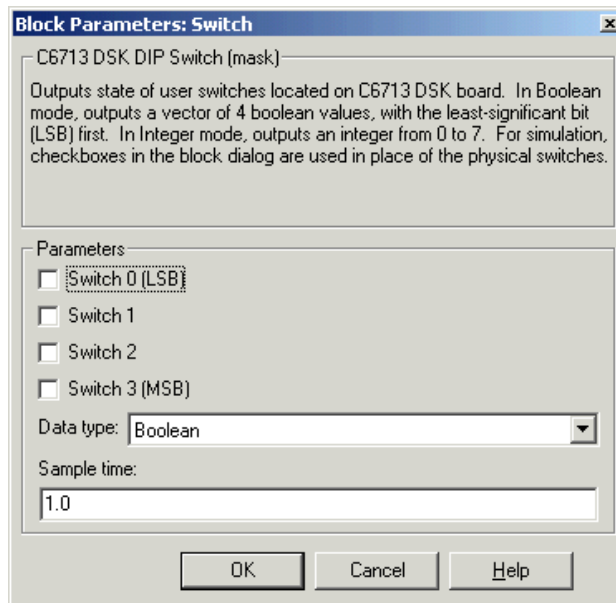 Block Parameters: Switch
C6713 DSK DIP Switch (mask)
Outputs state of user switches located on C6713 DSK board. In Boolean
mode, outputs a vector of 4 boolean values, with the least-significant bit
(LSB) first. In Integer mode, outputs an integer from 0 to 7. For simulation,
checkboxes in the block dialog are used in place of the physical switches.
Parameters
Switch 0 (LSB)
Switch 1
Switch 2
Switch 3 (MSB)
Data type: Boolean
Sample time:
1.0
OK Cancel Help